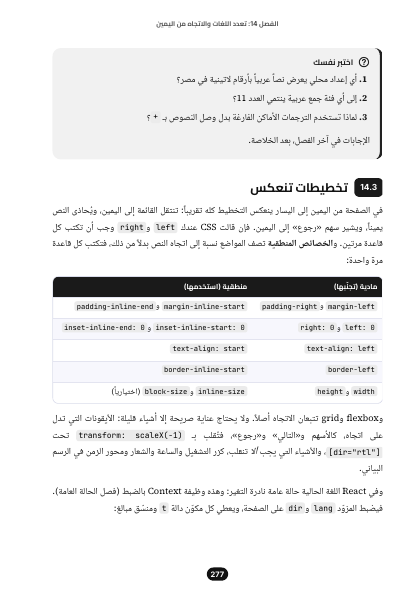 الفصل 14: تعدد اللغات والاتجاه من اليمين
اختبر نفسك
1. أي إعداد محلي يعرض نصاً عربياً بأرقام لاتينية في مصر؟
2. إلى أي فئة جمع عربية ينتمي العدد 11؟
3. لماذا تستخدم الترجمات الأماكن الفارغة بدل وصل النصوص بـ + ؟
الإجابات في آخر الفصل، بعد الخلاصة.
14.3 تخطيطات تنعكس
في الصفحة من اليمين إلى اليسار ينعكس التخطيط كله تقريباً: تنتقل القائمة إلى اليمين، ويُحاذى النص
يميناً، ويشير سهم «رجوع» إلى اليمين. فإن قالت CSS عندك left و right وجب أن تكتب كل
قاعدة مرتين. والخصائص المنطقية تصف المواضع نسبة إلى اتجاه النص بدلاً من ذلك، فتكتب كل قاعدة
مرة واحدة:
مادية (تجنّبها) منطقية (استخدمها)
margin-left و padding-right margin-inline-start و padding-inline-end
left: 0 و right: 0 inset-inline-start: 0 و inset-inline-end: 0
text-align: left text-align: start
border-left border-inline-start
width و height inline-size و block-size (اختيارياً)
وflexbox وgrid تتبعان الاتجاه أصلاً. ولا يحتاج عناية صريحة إلا أشياء قليلة: الأيقونات التي تدل
على اتجاه، كالأسهم و«التالي» و«رجوع»، فتُقلب بـ transform: scaleX(-1) تحت
[dir="rtl"] ، والأشياء التي يجب ألا تنقلب، كزر التشغيل والساعة والشعار ومحور الزمن في الرسم
البياني.
وفي React اللغة الحالية حالة عامة نادرة التغير: وهذه وظيفة Context بالضبط (فصل الحالة العامة).
فيضبط المزوّد lang و dir على الصفحة، ويعطي كل مكوّن دالة t ومنسّق مبالغ:
277